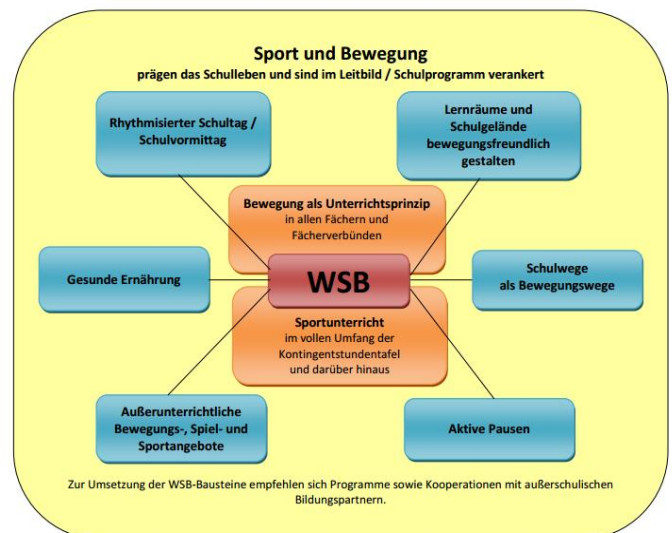 Sport und Bewegung
prägen das Schulleben und sind im Leitbild / Schulprogramm verankert
Rhythmisierter Schultag /
Schulvormittag
Lernräume und
Schulgelände
bewegungsfreundlich
gestalten
Bewegung als Unterrichtsprinzip
in allen Fächern und
Fächerverbünden
Gesunde Ernährung
WSB
Schulwege
als Bewegungswege
Sportunterricht
im vollen Umfang der
Kontingentstundentafel
und darüber hinaus
Außerunterrichtliche
Bewegungs-, Spiel- und
Sportangebote
Aktive Pausen
Zur Umsetzung der WSB-Bausteine empfehlen sich Programme sowie Kooperationen mit außerschulischen
Bildungspartnern.